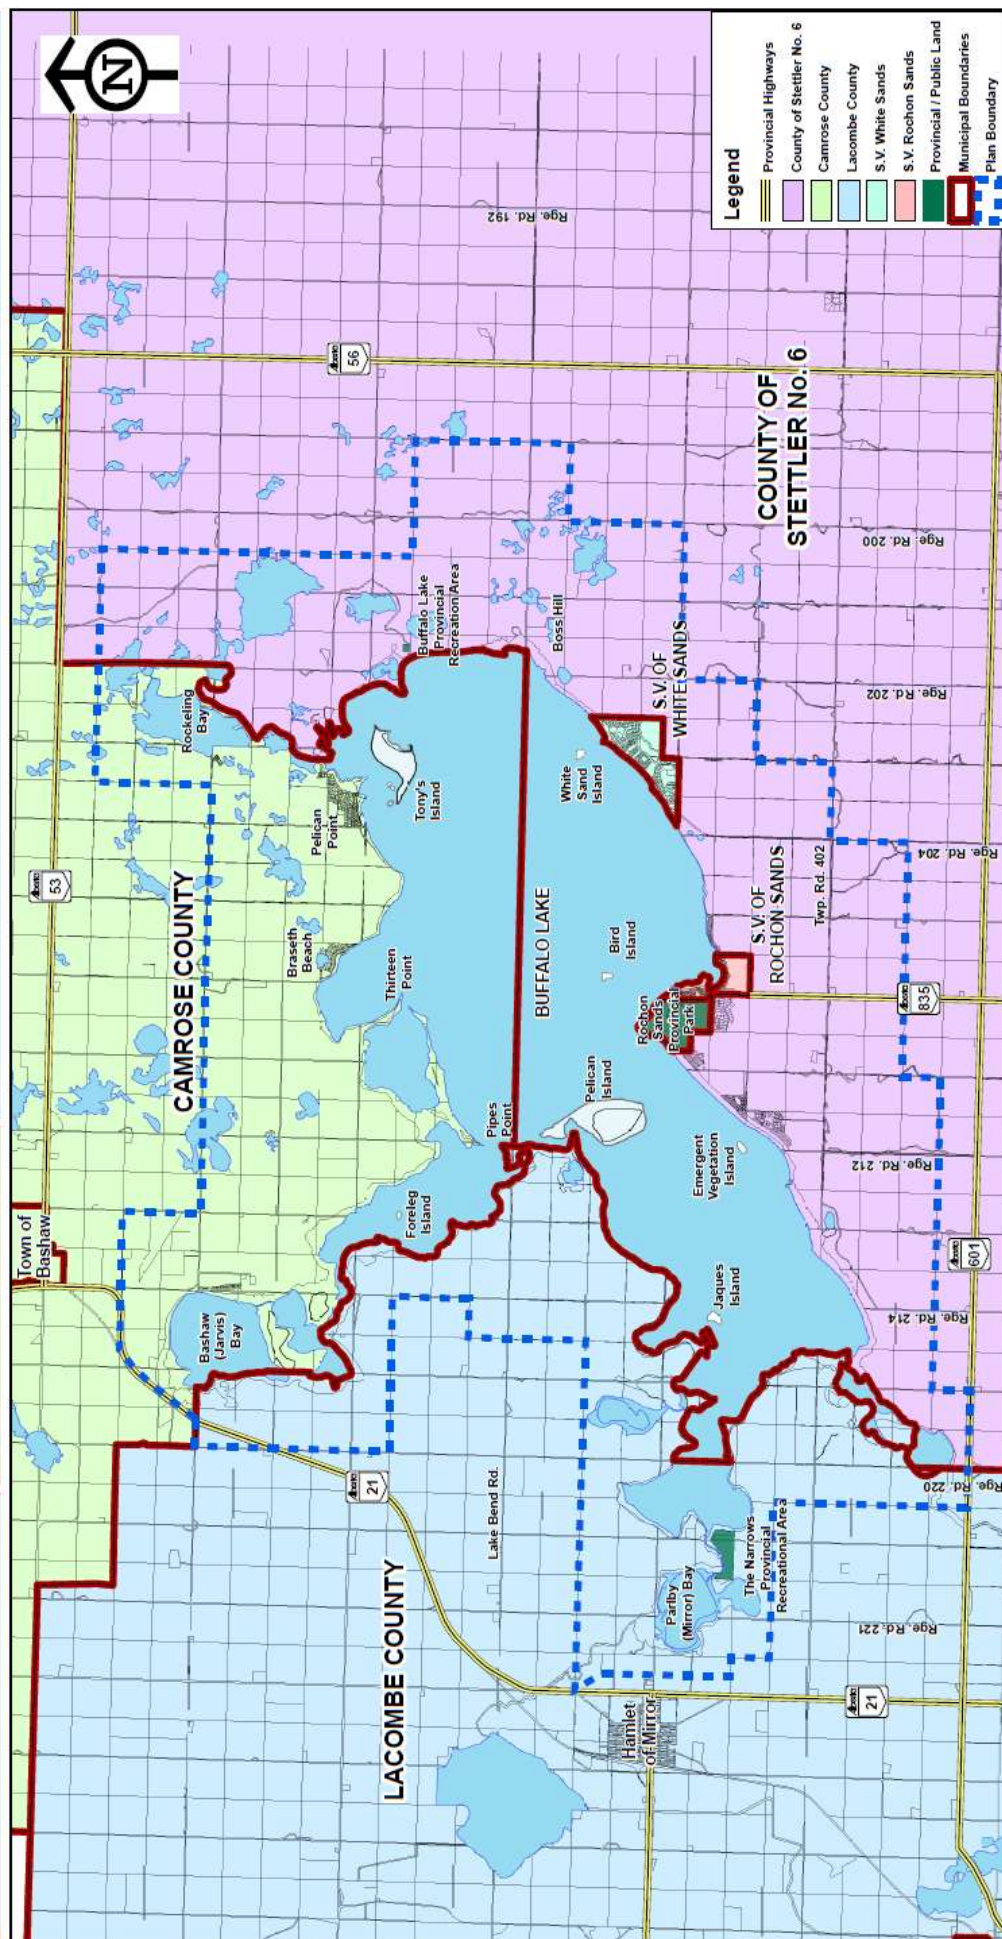 N
Legend
Provincial Highways
County of Stettler No. 6
Camrose County
Lacombe County
S.V. White Sands
S.V. Rochon Sands
Provincial / Public Land
Municipal Boundaries
Plan Boundary
Town of
Bashaw
Alberta
53
CAMROSE COUNTY
Bashaw
(Jarvis)
Bay
Braseth
Beach
Pelican
Point
Rockeling
Bay
Alberta
56
Alberta
21
Foreleg
Island
Thirteen
Point
Tony's
Island
Buffalo Lake
Provincial
Recreation Area
LACOMBE COUNTY
Lake Bend Rd.
Pipes
Point
BUFFALO LAKE
Rge. Rd. 192
Boss Hill
Pelican
Island
Bird
Island
White
Sand
Island
Hamlet
of Mirror
Parlby
(Mirror) Bay
Emergent
Vegetation
Island
Jaques
Island
Rochon
Sands
Provincial
Park
S.V. OF
WHITE SANDS
The Narrows
Provincial
Recreational Area
S.V. OF
ROCHON SANDS
COUNTY OF
STETTLER No. 6
Twp. Rd. 402
Alberta
21
Rge. Rd. 221
Rge. Rd. 220
Rge. Rd. 214
Rge. Rd. 212
Alberta
835
Rge. Rd. 204
Rge. Rd. 202
Rge. Rd. 200
Alberta
601